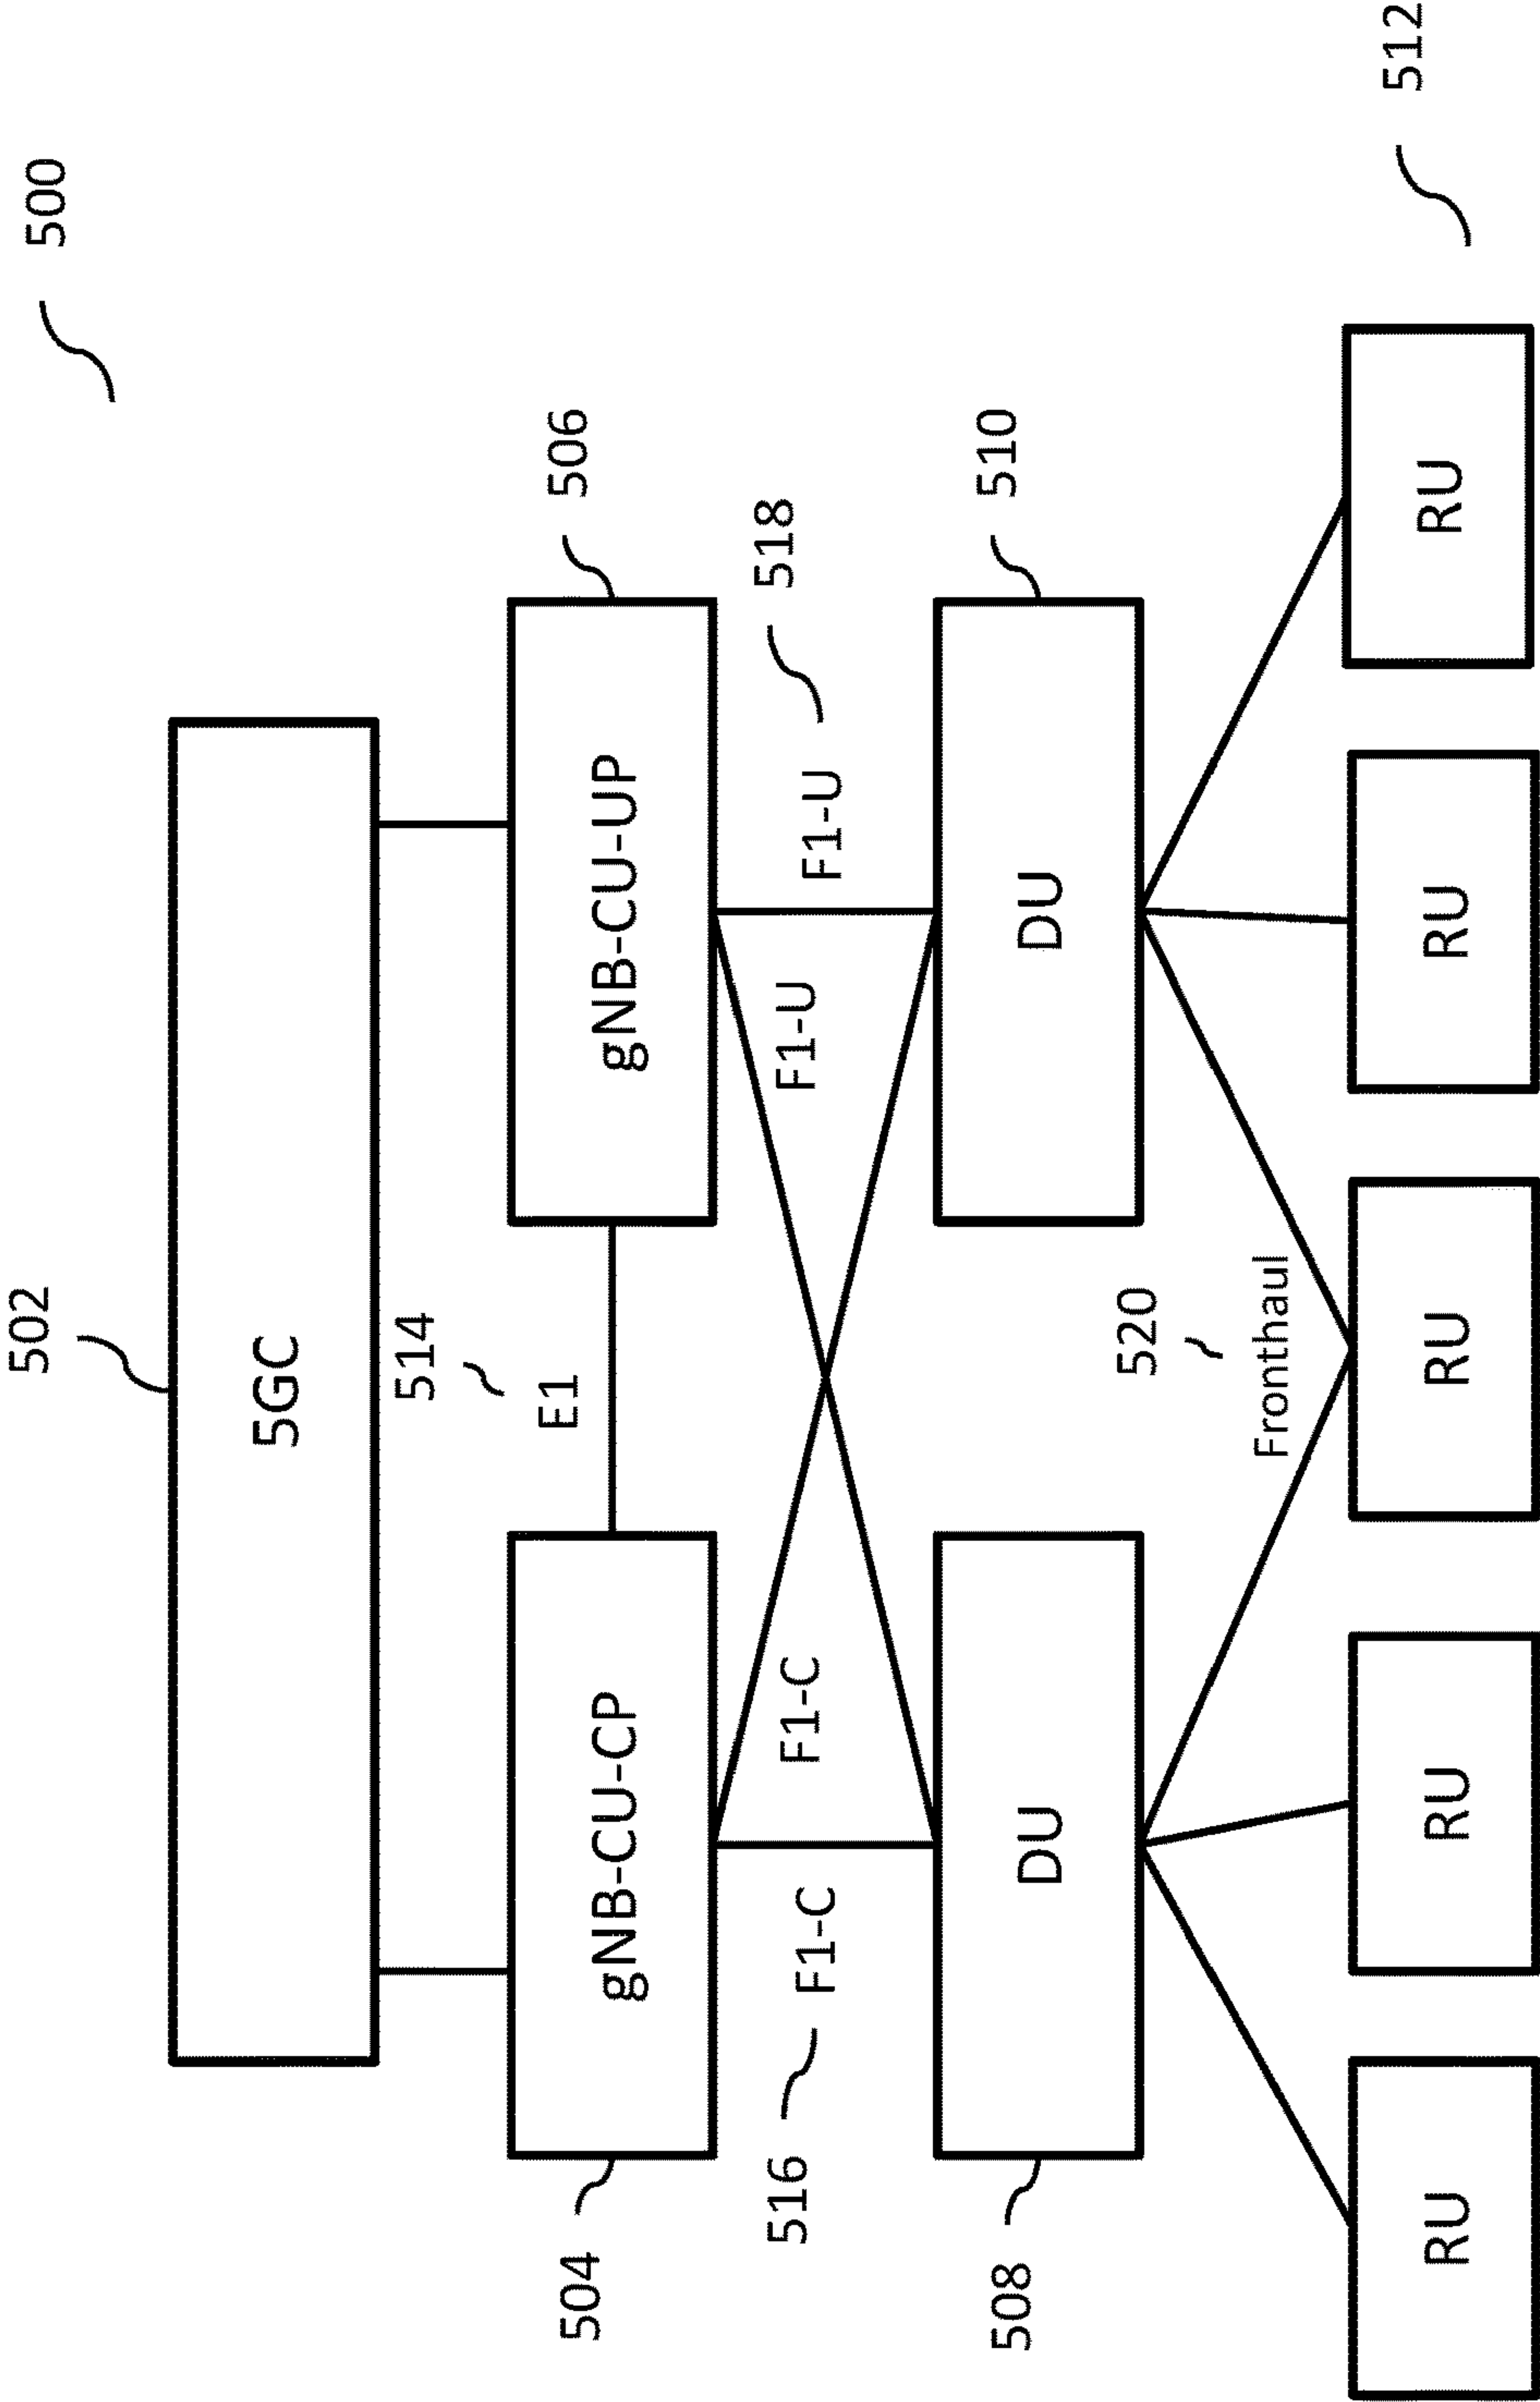 500
502
5GC
514
E1
504
gNB-CU-CP
506
gNB-CU-UP
516
F1-C
F1-C
F1-U
F1-U
518
508
DU
510
DU
520
Fronthaul
512
RU
RU
RU
RU
RU